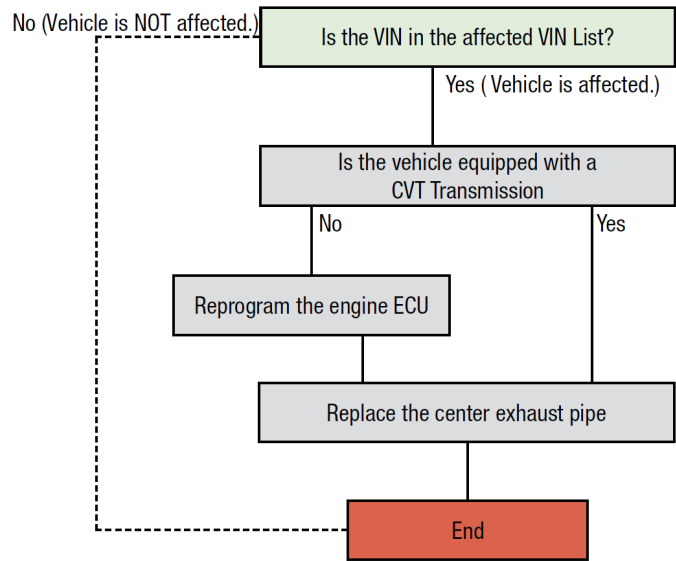 No (Vehicle is NOT affected.)
Is the VIN in the affected VIN List?
Yes ( Vehicle is affected.)
Is the vehicle equipped with a
CVT Transmission
No
Yes
Reprogram the engine ECU
Replace the center exhaust pipe
End